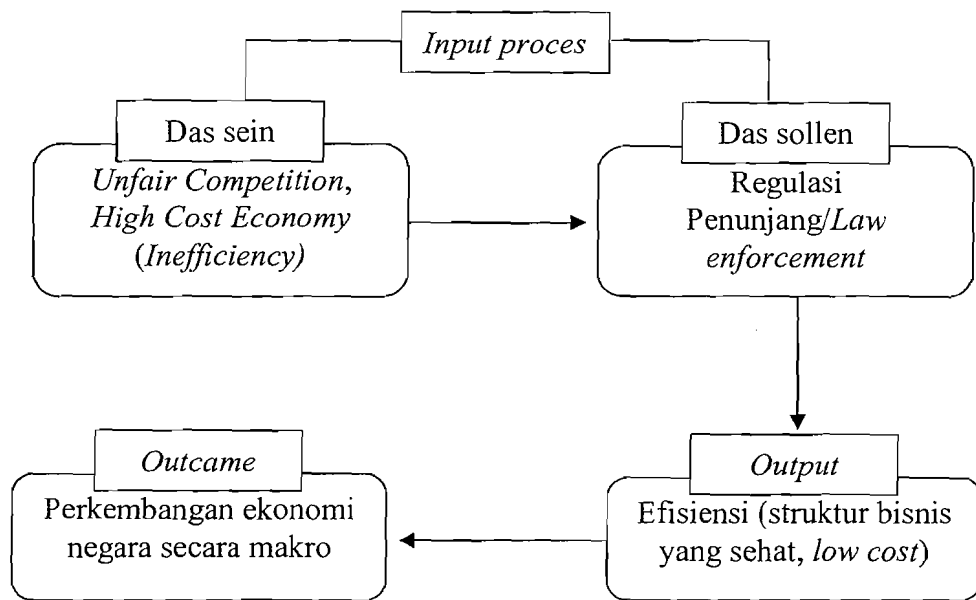 Input proces
Das sein
Unfair Competition,
High Cost Economy
(Inefficiency)
Das sollen
Regulasi
Penunjang/Law
enforcement
Output
Efisiensi (struktur bisnis
yang sehat, low cost)
Outcame
Perkembangan ekonomi
negara secara makro